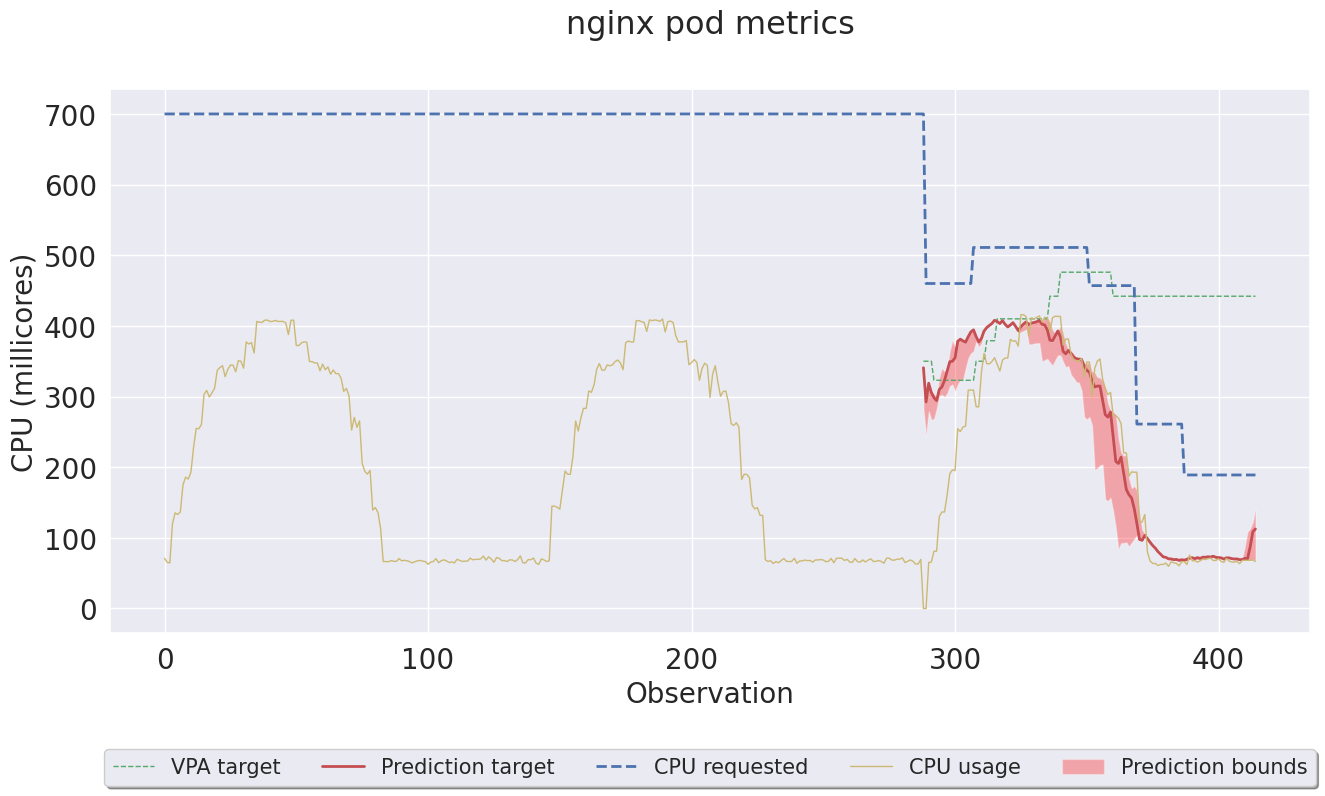 nginx pod metrics
CPU (millicores)
700
600
500
400
300
200
100
0
0 100 200 300 400
Observation
VPA target Prediction target CPU requested CPU usage Prediction bounds